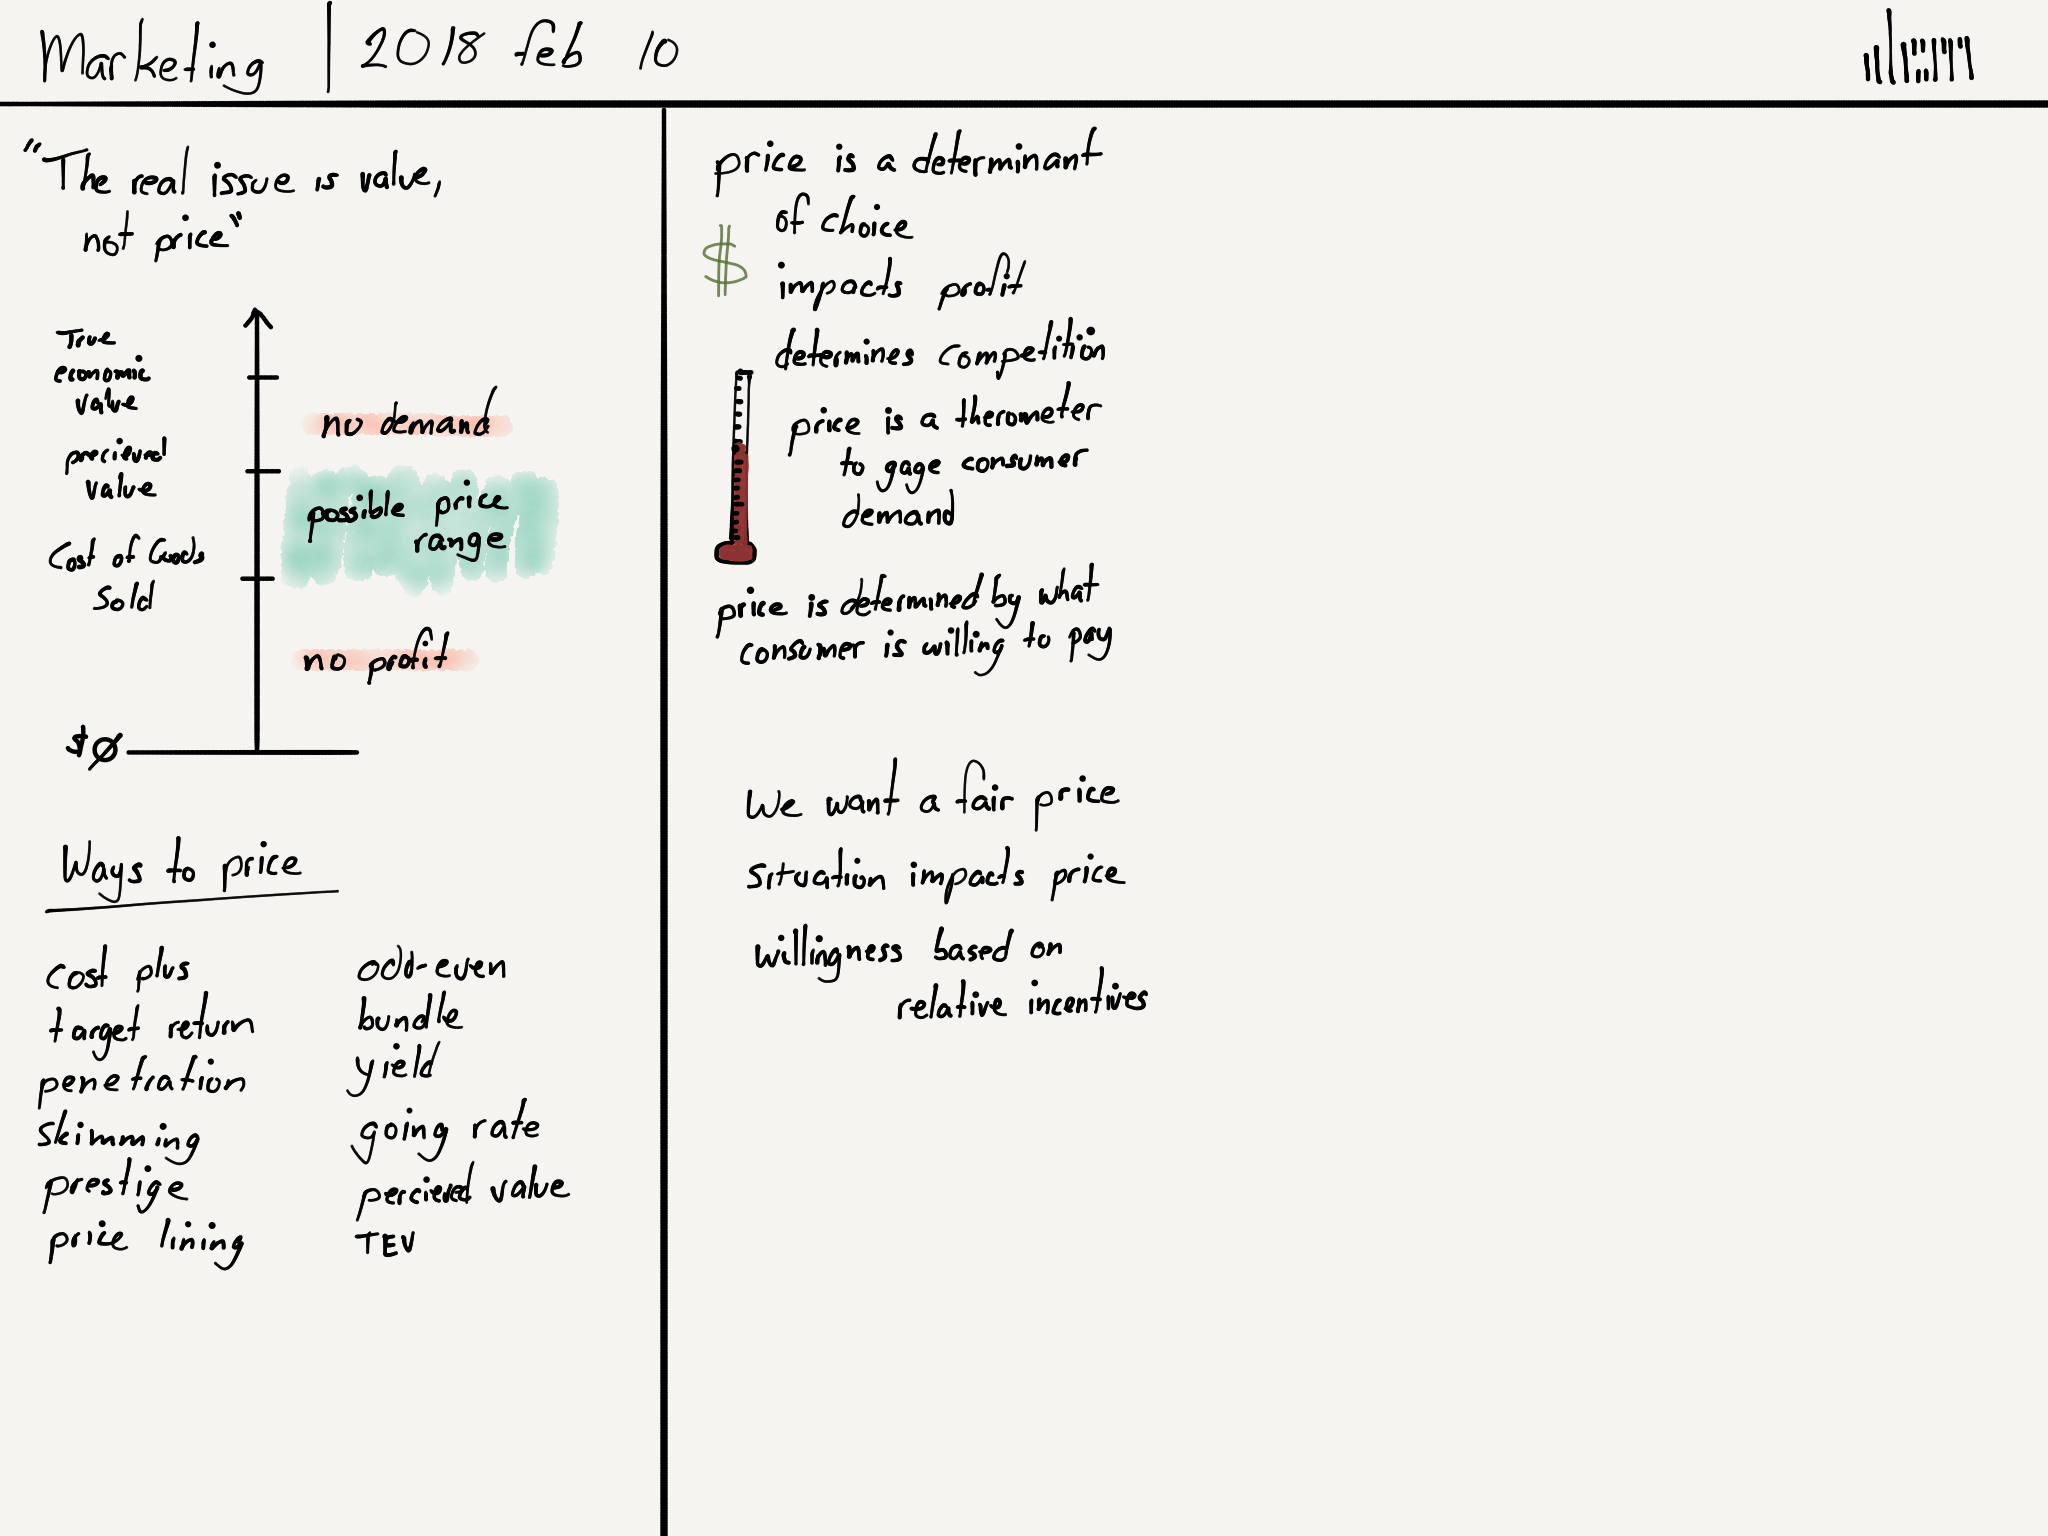 Marketing | 2018 feb 10
"The real issue is value,
not price"
True
economic
value
no demand
precieved
value
possible price
range
Cost of Goods
Sold
no profit
$0
Ways to price
cost plus
target return
penetration
skimming
prestige
price lining
odd-even
bundle
yield
going rate
percieved value
TEV
price is a determinant
of choice
$
impacts profit
determines competition
price is a therometer
to gage consumer
demand
price is determined by what
consumer is willing to pay
We want a fair price
situation impacts price
willingness based on
relative incentives